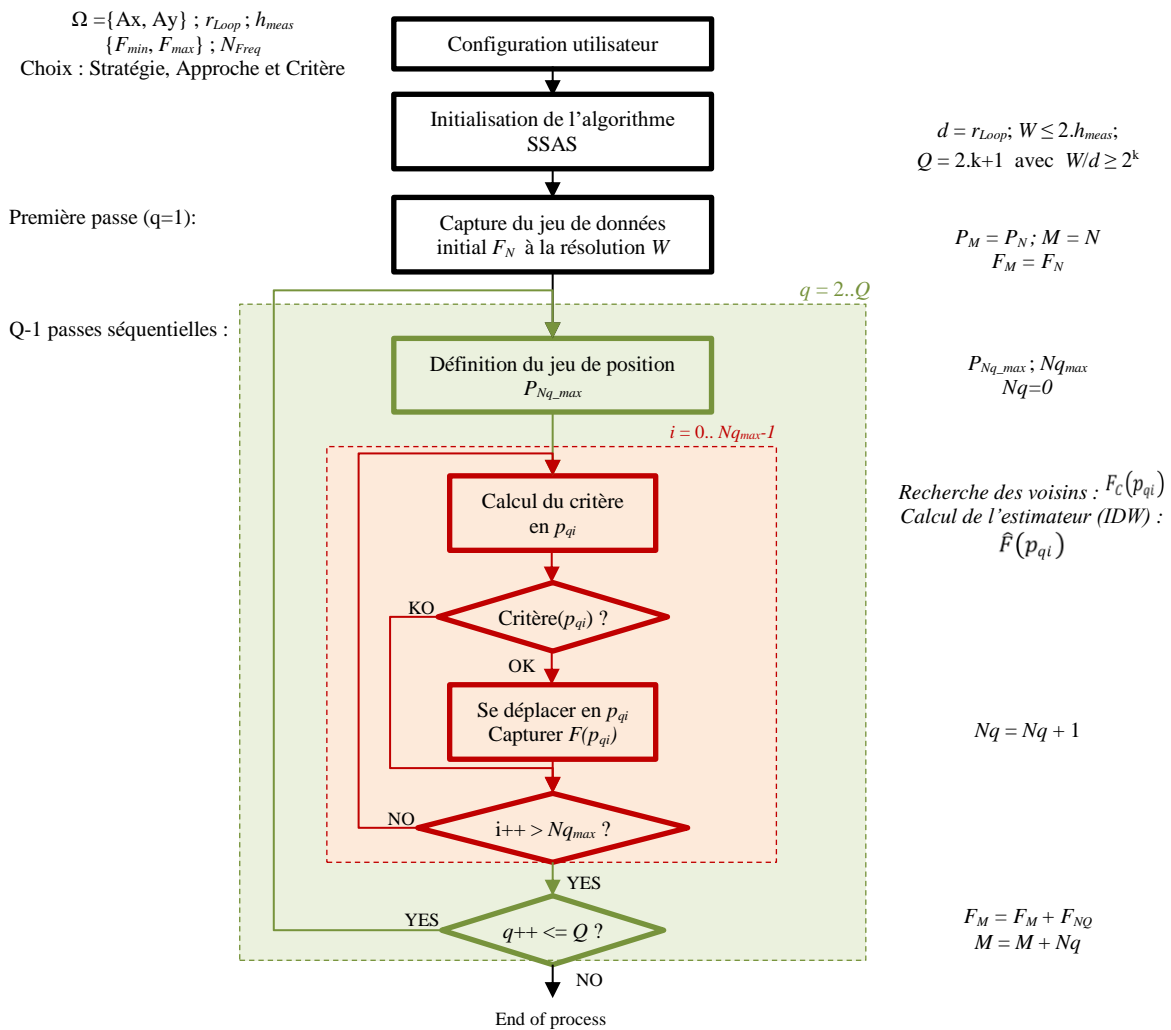 Ω ={Ax, Ay} ; r_Loop ; h_meas
{F_min, F_max} ; N_Freq
Choix : Stratégie, Approche et Critère
Configuration utilisateur
Initialisation de l'algorithme
SSAS
d = r_Loop; W ≤ 2.h_meas;
Q = 2.k+1 avec W/d ≥ 2^k
Première passe (q=1):
Capture du jeu de données
initial F_N à la résolution W
P_M = P_N ; M = N
F_M = F_N
q = 2..Q
Q-1 passes séquentielles :
Définition du jeu de position
P_Nq_max
P_Nq_max ; Nq_max
Nq=0
i = 0.. Nq_max-1
Calcul du critère
en p_qi
Recherche des voisins : F_C(p_qi)
Calcul de l'estimateur (IDW) :
F̂(p_qi)
KO
Critère(p_qi) ?
OK
Se déplacer en p_qi
Capturer F(p_qi)
Nq = Nq + 1
NO
i++ > Nq_max ?
YES
YES
q++ <= Q ?
F_M = F_M + F_NQ
M = M + Nq
NO
End of process